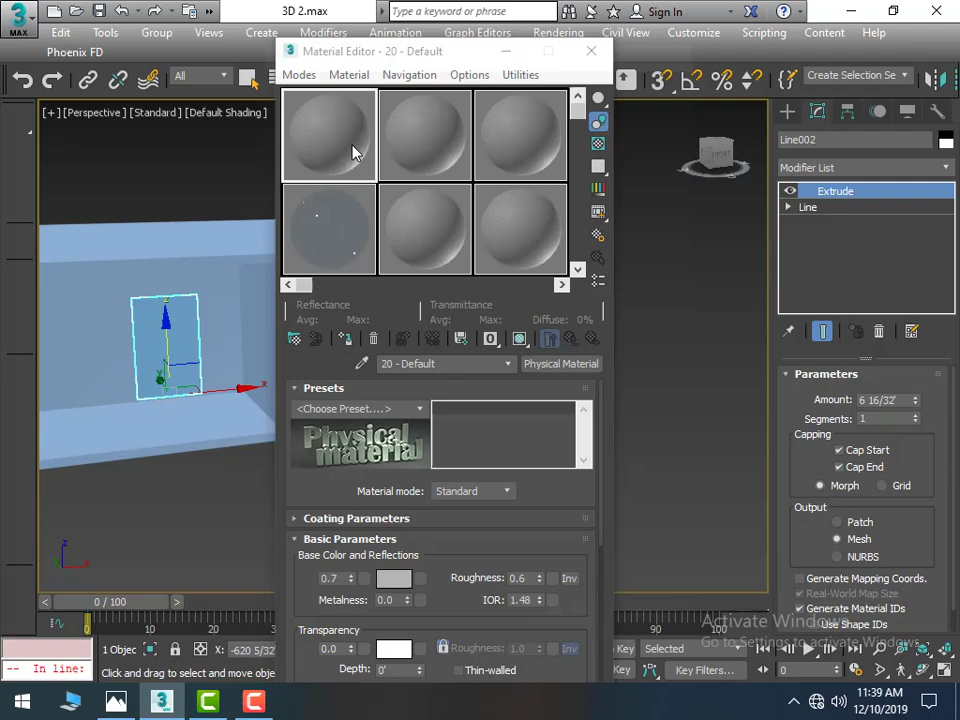 3 MAX
3D 2.max
Type a keyword or phrase
Sign In
Edit Tools Group Views Create Modifiers Animation Graph Editors Rendering Civil View Customize Scripting Content Help
Phoenix FD
All
Create Selection Se
Material Editor - 20 - Default
Modes Material Navigation Options Utilities
[+] [Perspective] [Standard] [Default Shading]
Line002
Modifier List
Extrude
Line
Reflectance
Avg: Max:
Transmittance
Avg: Max: Diffuse: 0%
20 - Default
Physical Material
Presets
<Choose Preset....>
Physical material
Material mode: Standard
Coating Parameters
Basic Parameters
Base Color and Reflections
0.7 Roughness: 0.6 Inv
Metalness: 0.0 IOR: 1.48
Transparency
0.0 Roughness: 1.0 Inv
Depth: 0' Thin-walled
Parameters
Amount: 6 16/32'
Segments: 1
Capping
Cap Start
Cap End
Morph Grid
Output
Patch
Mesh
NURBS
Generate Mapping Coords.
Real-World Map Size
Generate Material IDs
Use Shape IDs
Activate Windows
Go to Settings to activate Windows.
0 / 100
0 10 20 30 90 100
1 Objec X: -620 5/32
Click and drag to select and move objec
-- In line:
Key Selected
Key Filters...
0
11:39 AM
12/10/2019